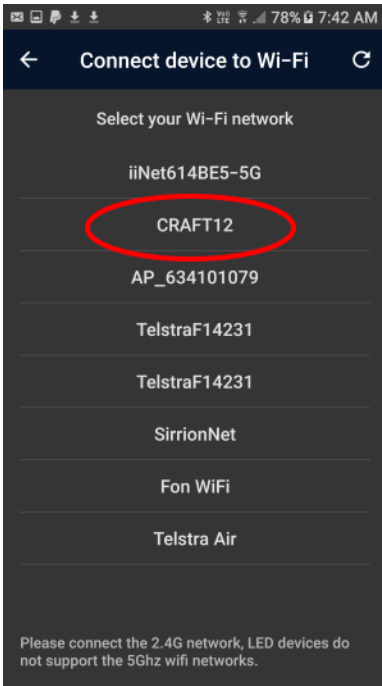 78% 7:42 AM
Connect device to Wi-Fi
Select your Wi-Fi network
iiNet614BE5-5G
CRAFT12
AP_634101079
TelstraF14231
TelstraF14231
SirrionNet
Fon WiFi
Telstra Air
Please connect the 2.4G network, LED devices do
not support the 5Ghz wifi networks.